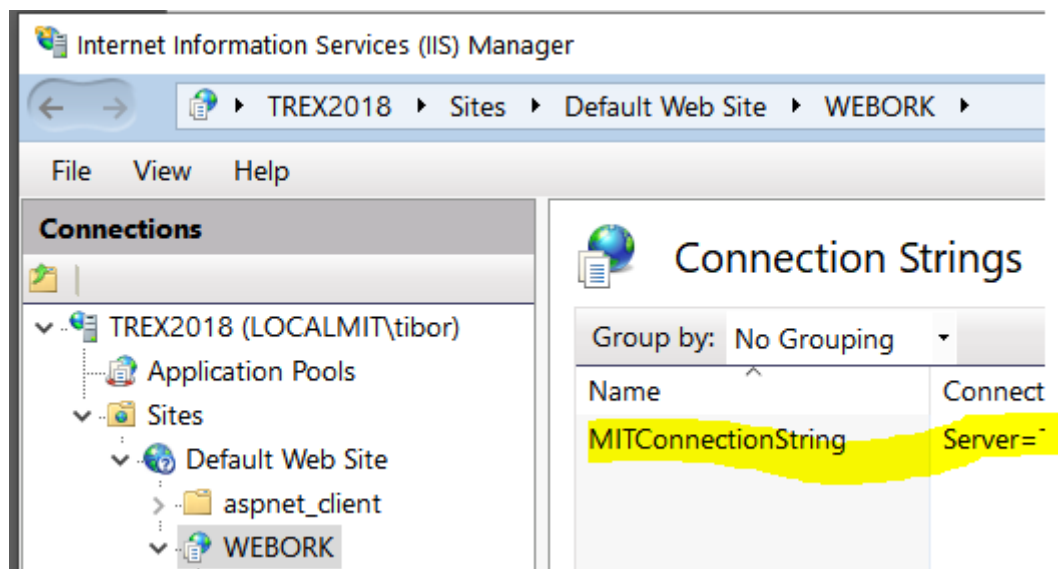 Internet Information Services (IIS) Manager
TREX2018 Sites Default Web Site WEBORK
File View Help
Connections
TREX2018 (LOCALMIT\tibor)
Application Pools
Sites
Default Web Site
aspnet_client
WEBORK
Connection Strings
Group by: No Grouping
Name Connect
MITConnectionString Server=